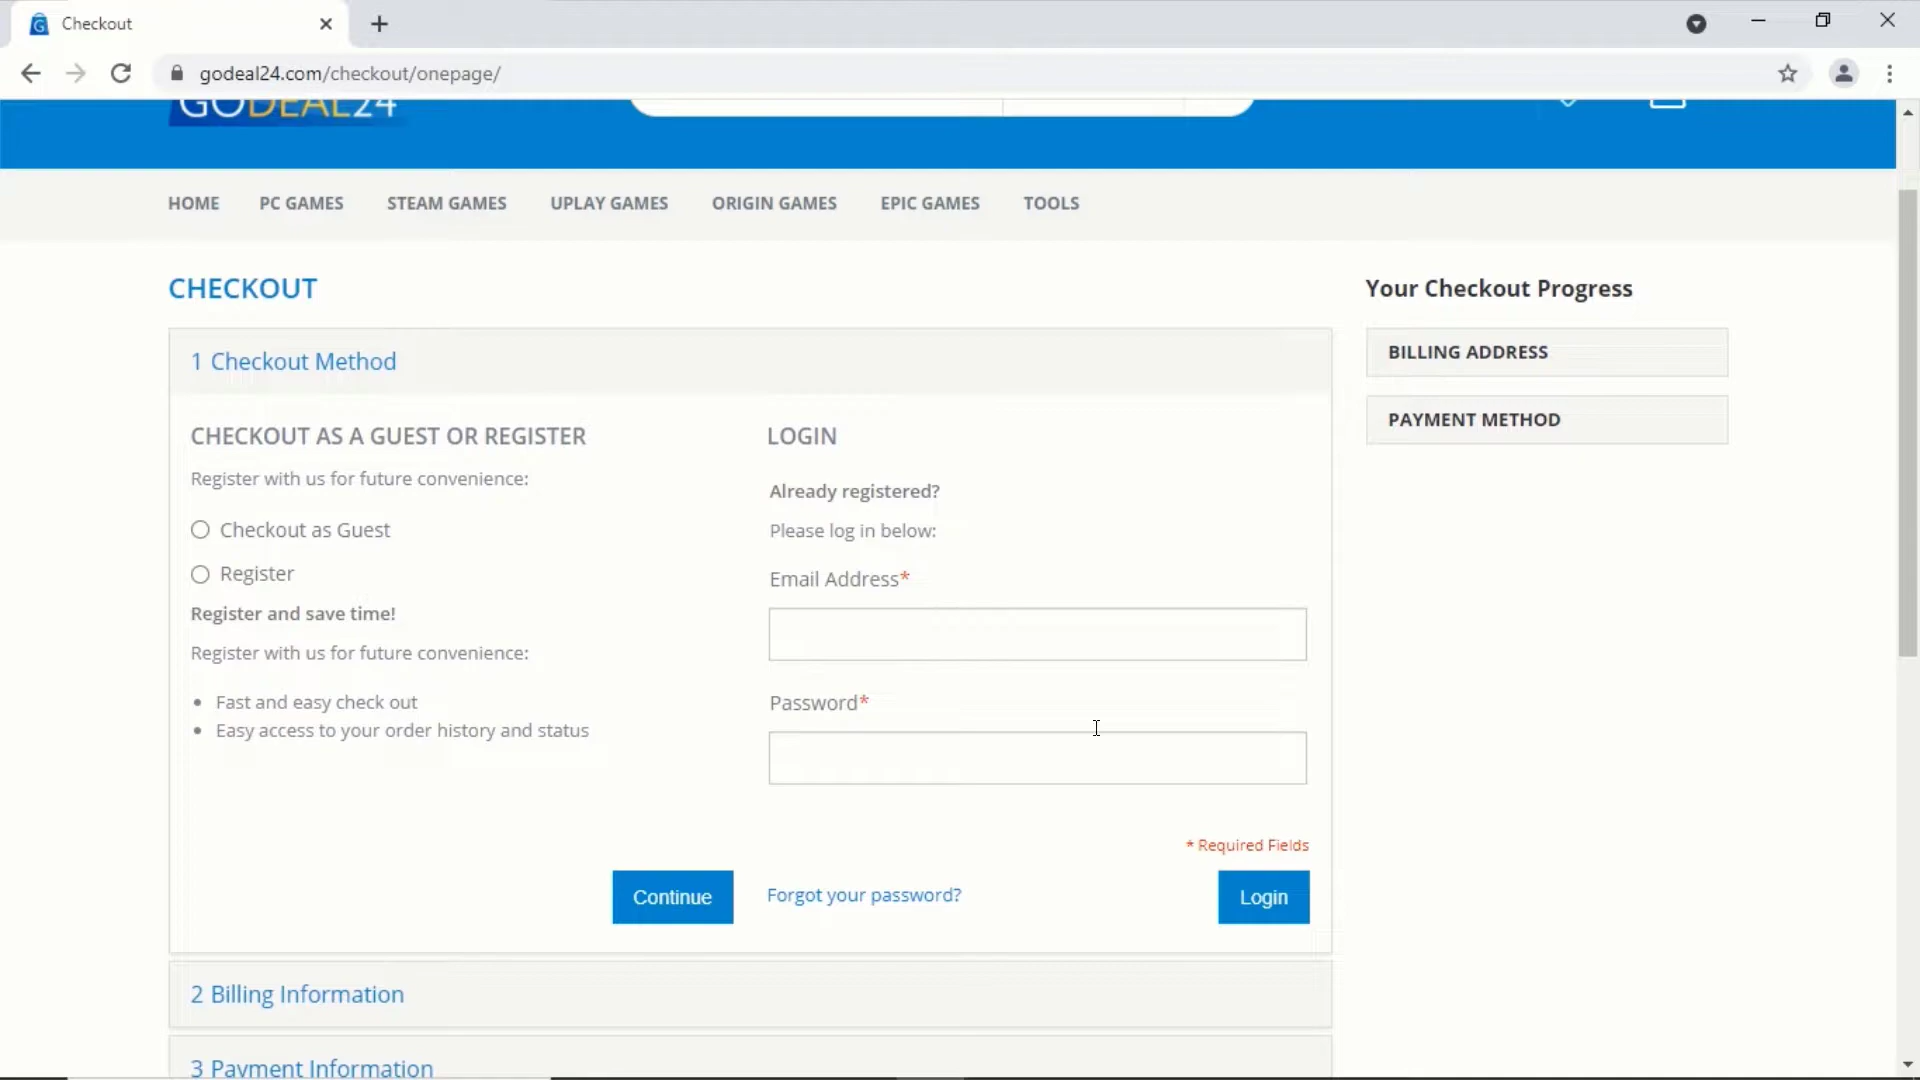 Checkout
godeal24.com/checkout/onepage/
GODEAL24
HOME PC GAMES STEAM GAMES UPLAY GAMES ORIGIN GAMES EPIC GAMES TOOLS
CHECKOUT
1 Checkout Method
CHECKOUT AS A GUEST OR REGISTER
Register with us for future convenience:
Checkout as Guest
Register
Register and save time!
Register with us for future convenience:
Fast and easy check out
Easy access to your order history and status
Continue
LOGIN
Already registered?
Please log in below:
Email Address*
Password*
* Required Fields
Forgot your password?
Login
2 Billing Information
3 Payment Information
Your Checkout Progress
BILLING ADDRESS
PAYMENT METHOD